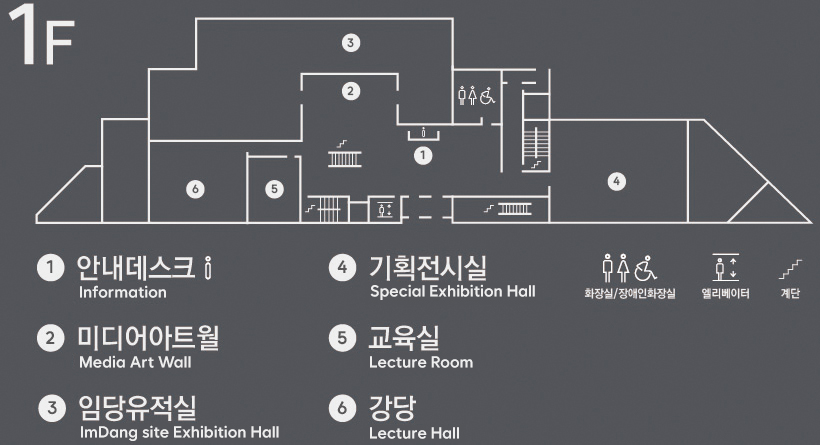 1F
3
2
1
6
5
4
1 안내데스크
Information
2 미디어아트월
Media Art Wall
3 임당유적실
ImDang site Exhibition Hall
4 기획전시실
Special Exhibition Hall
5 교육실
Lecture Room
6 강당
Lecture Hall
화장실/장애인화장실
엘리베이터
계단